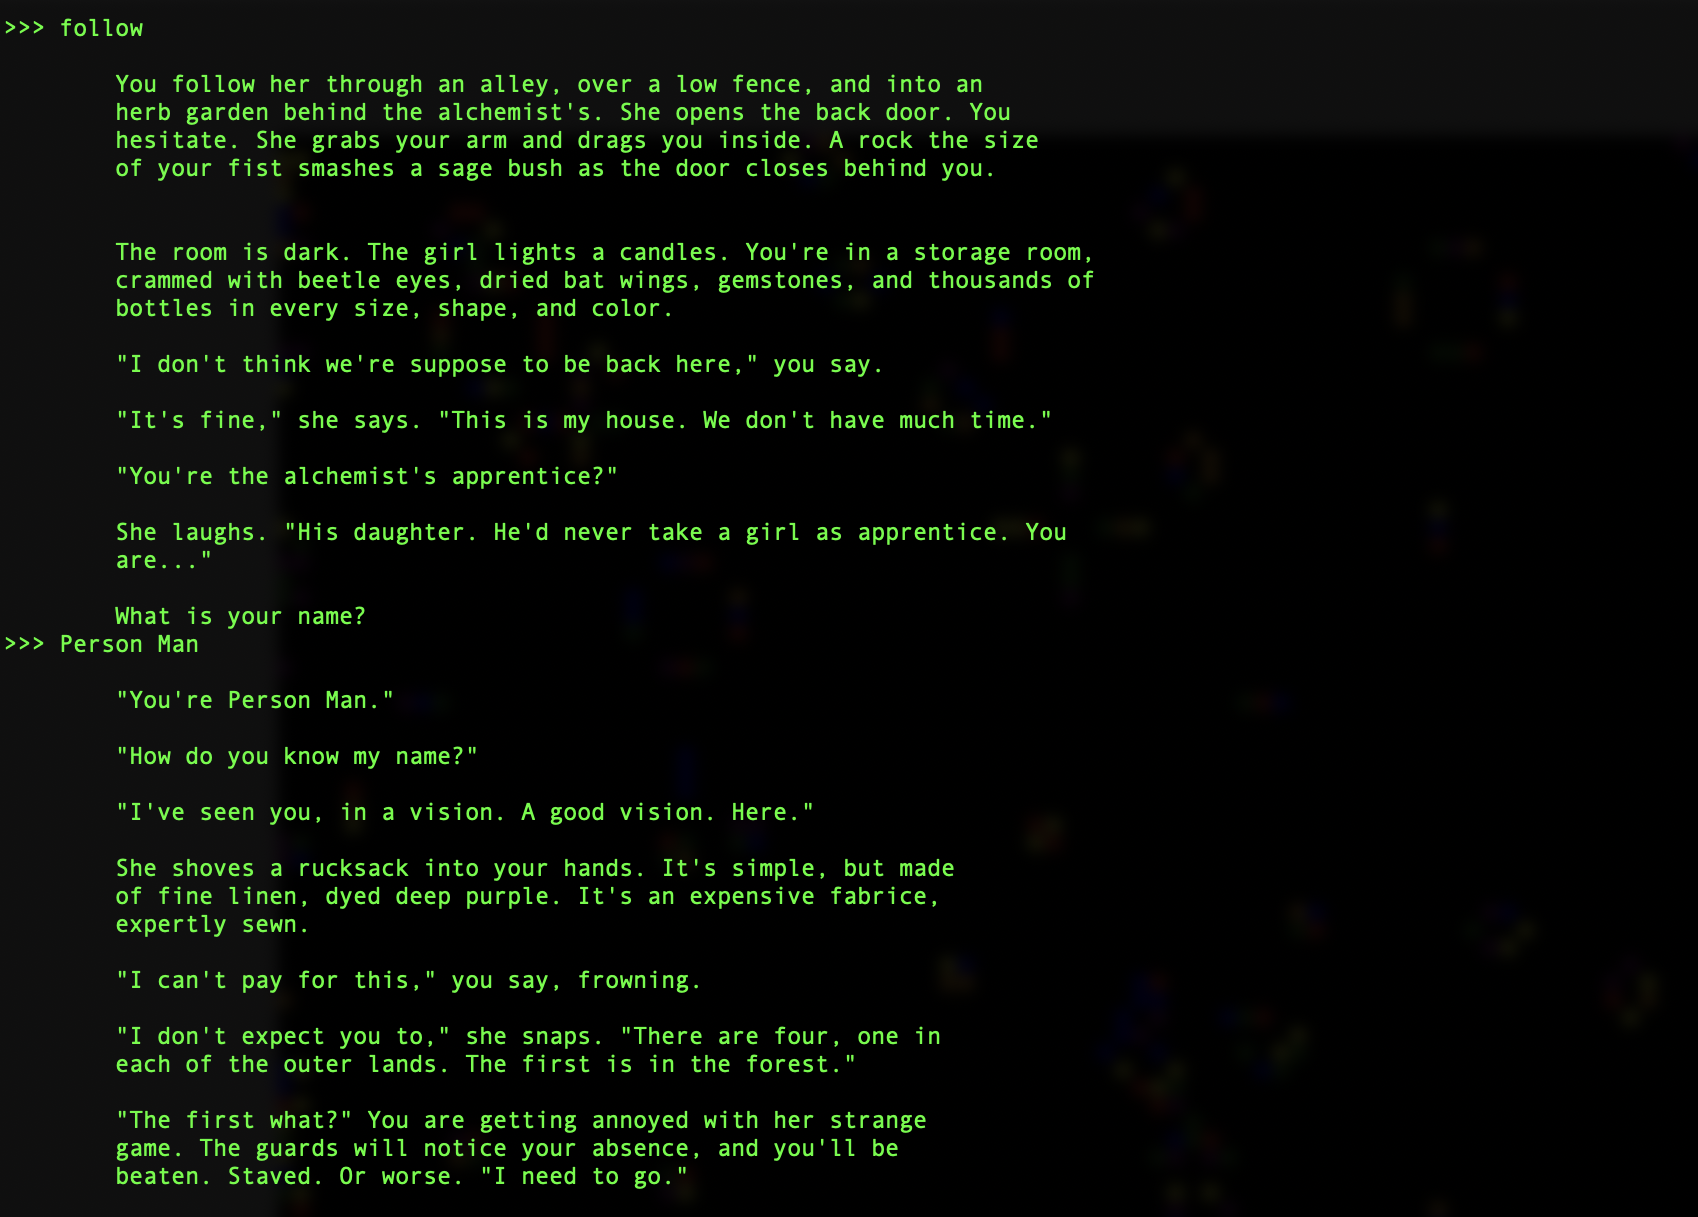 >>> follow
You follow her through an alley, over a low fence, and into an
herb garden behind the alchemist's. She opens the back door. You
hesitate. She grabs your arm and drags you inside. A rock the size
of your fist smashes a sage bush as the door closes behind you.
The room is dark. The girl lights a candles. You're in a storage room,
crammed with beetle eyes, dried bat wings, gemstones, and thousands of
bottles in every size, shape, and color.
"I don't think we're suppose to be back here," you say.
"It's fine," she says. "This is my house. We don't have much time."
"You're the alchemist's apprentice?"
She laughs. "His daughter. He'd never take a girl as apprentice. You
are..."
What is your name?
>>> Person Man
"You're Person Man."
"How do you know my name?"
"I've seen you, in a vision. A good vision. Here."
She shoves a rucksack into your hands. It's simple, but made
of fine linen, dyed deep purple. It's an expensive fabrice,
expertly sewn.
"I can't pay for this," you say, frowning.
"I don't expect you to," she snaps. "There are four, one in
each of the outer lands. The first is in the forest."
"The first what?" You are getting annoyed with her strange
game. The guards will notice your absence, and you'll be
beaten. Staved. Or worse. "I need to go."